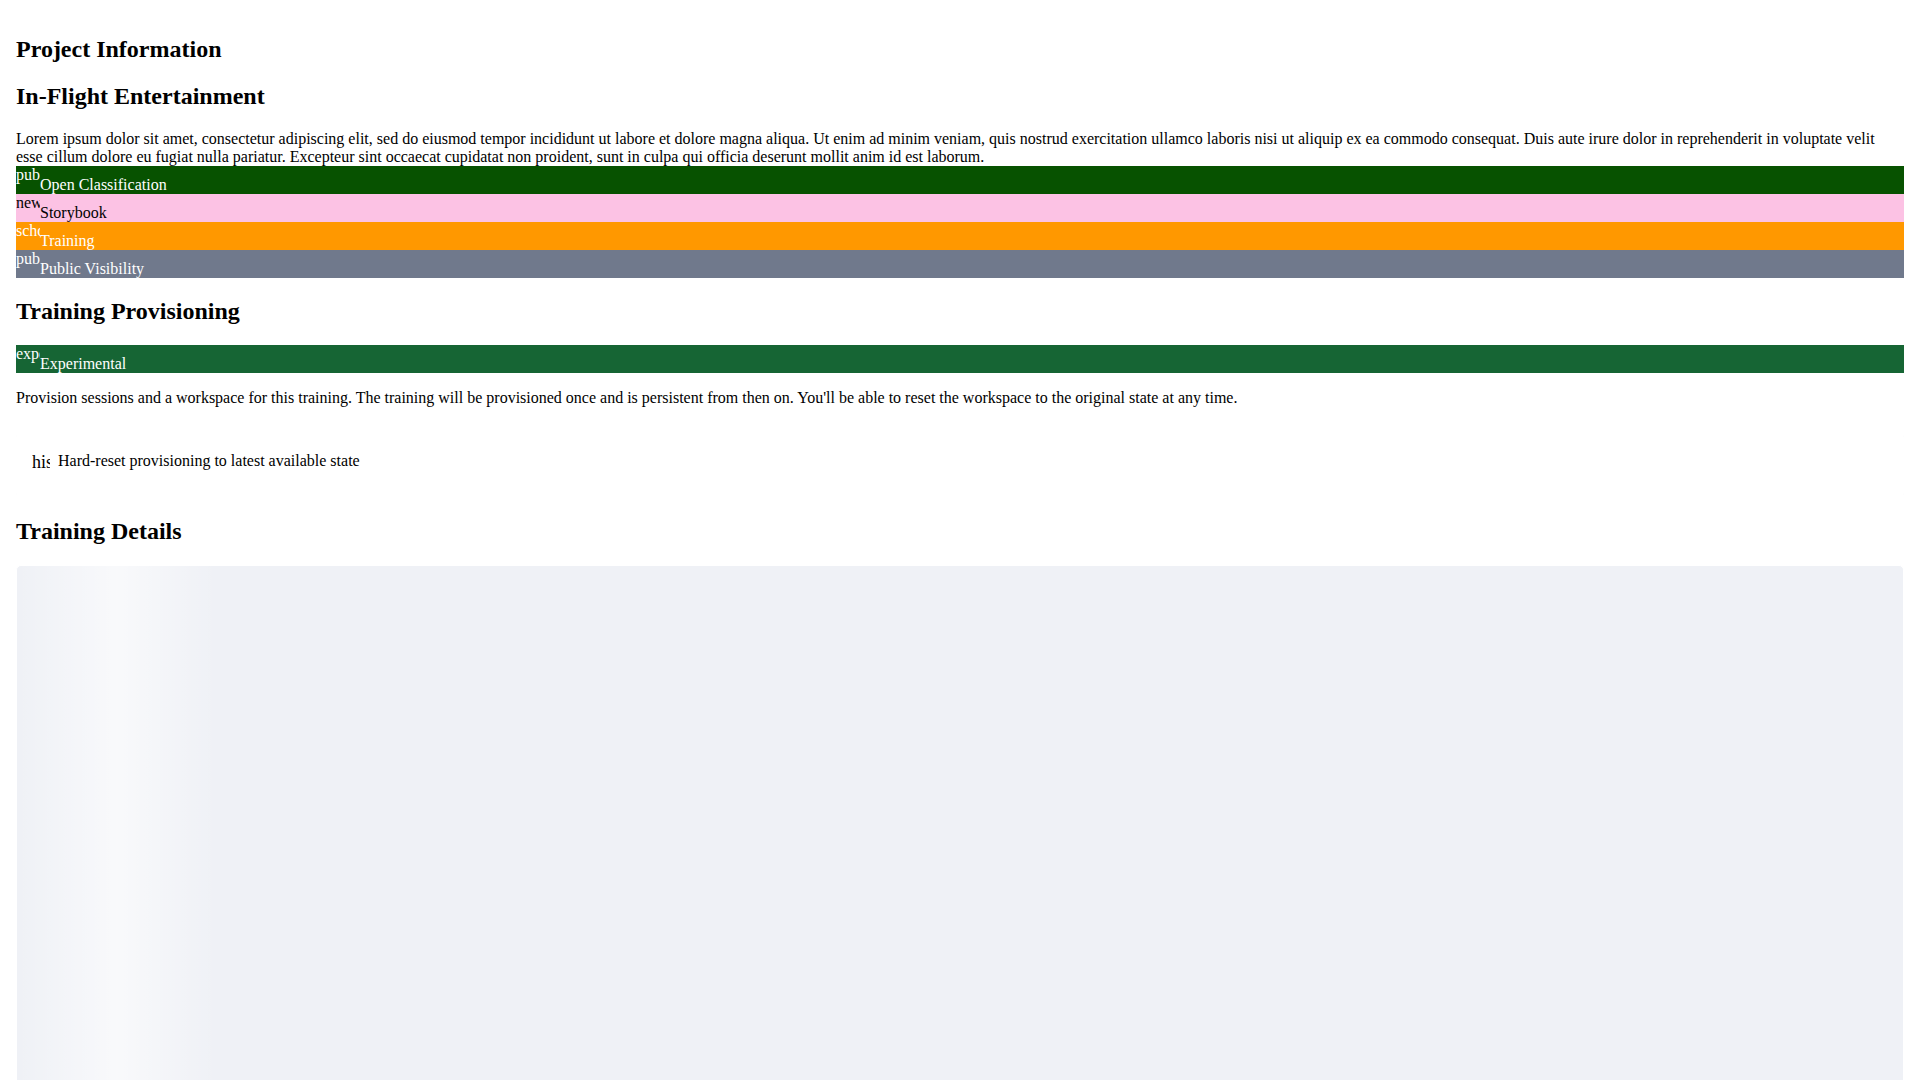 Project Information
In-Flight Entertainment
Lorem ipsum dolor sit amet, consectetur adipiscing elit, sed do eiusmod tempor incididunt ut labore et dolore magna aliqua. Ut enim ad minim veniam, quis nostrud exercitation ullamco laboris nisi ut aliquip ex ea commodo consequat. Duis aute irure dolor in reprehenderit in voluptate velit
esse cillum dolore eu fugiat nulla pariatur. Excepteur sint occaecat cupidatat non proident, sunt in culpa qui officia deserunt mollit anim id est laborum.
pub Open Classification
new Storybook
Training
pub Public Visibility
Training Provisioning
exp Experimental
Provision sessions and a workspace for this training. The training will be provisioned once and is persistent from then on. You'll be able to reset the workspace to the original state at any time.
his Hard-reset provisioning to latest available state
Training Details